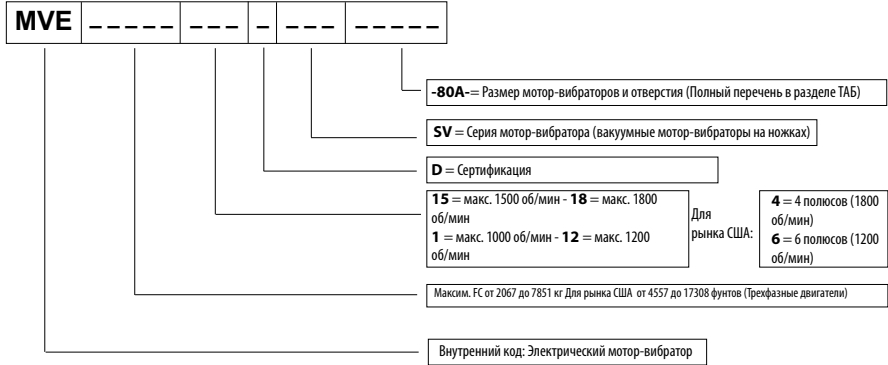 MVE _ _ _ _ _ _ _ _ _ _ _ _ _ _ _ _ _
-80A-= Размер мотор-вибраторов и отверстия (Полный перечень в разделе ТАБ)
SV = Серия мотор-вибратора (вакуумные мотор-вибраторы на ножках)
D = Сертификация
15 = макс. 1500 об/мин - 18 = макс. 1800
об/мин
1 = макс. 1000 об/мин - 12 = макс. 1200
об/мин
Для
рынка США:
4 = 4 полюсов (1800
об/мин)
6 = 6 полюсов (1200
об/мин)
Максим. FC от 2067 до 7851 кг Для рынка США от 4557 до 17308 фунтов (Трехфазные двигатели)
Внутренний код: Электрический мотор-вибратор